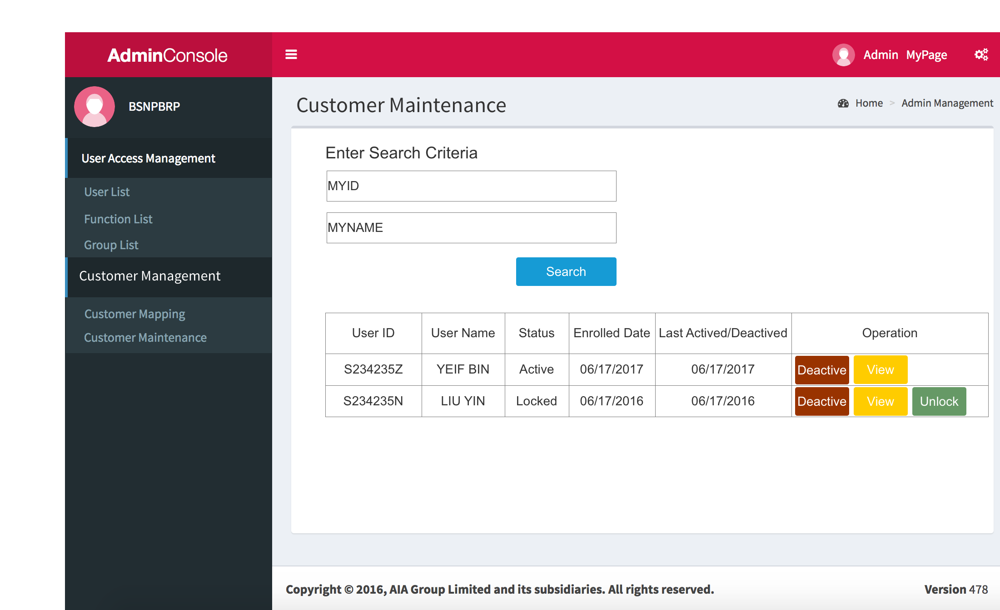 AdminConsole
Admin MyPage
BSNPBRP
User Access Management
User List
Function List
Group List
Customer Management
Customer Mapping
Customer Maintenance
Customer Maintenance
Home > Admin Management
Enter Search Criteria
MYID
MYNAME
Search
User ID User Name Status Enrolled Date Last Actived/Deactived Operation
S234235Z YEIF BIN Active 06/17/2017 06/17/2017 Deactive View
S234235N LIU YIN Locked 06/17/2016 06/17/2016 Deactive View Unlock
Copyright © 2016, AIA Group Limited and its subsidiaries. All rights reserved.
Version 478